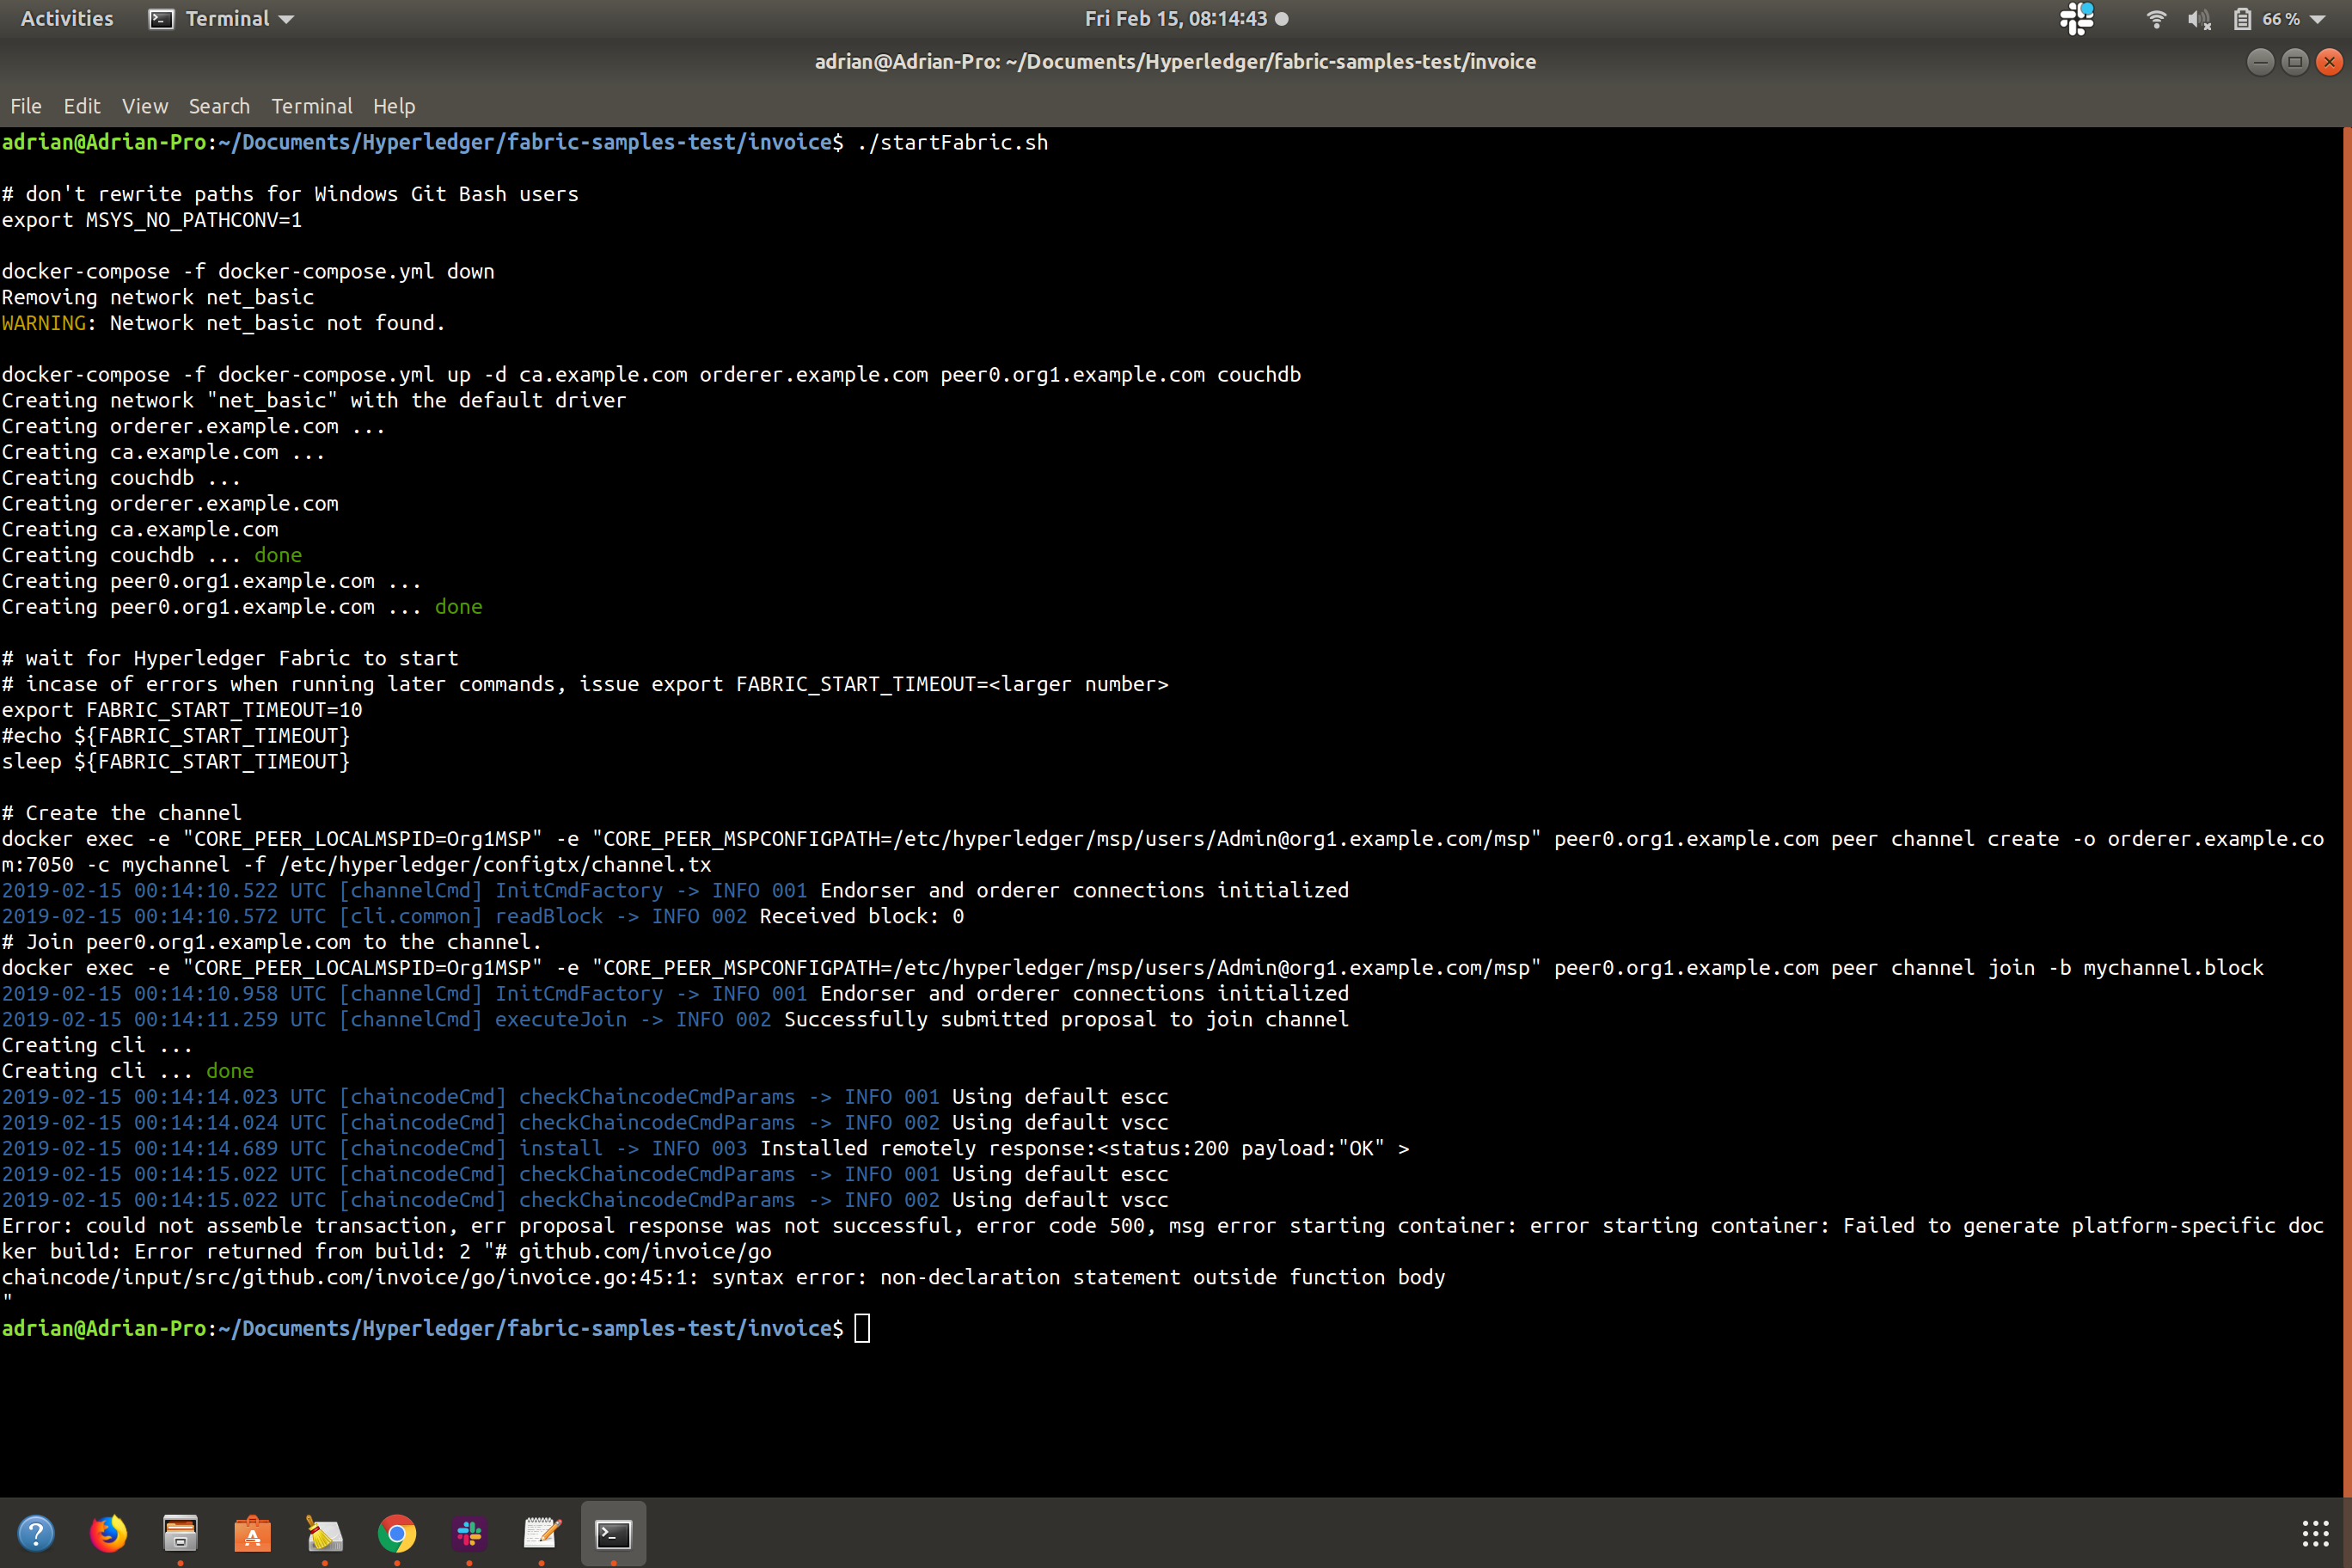 Activities Terminal Fri Feb 15, 08:14:43 66 %
adrian@Adrian-Pro: ~/Documents/Hyperledger/fabric-samples-test/invoice
File Edit View Search Terminal Help
adrian@Adrian-Pro:~/Documents/Hyperledger/fabric-samples-test/invoice$ ./startFabric.sh
# don't rewrite paths for Windows Git Bash users
export MSYS_NO_PATHCONV=1
docker-compose -f docker-compose.yml down
Removing network net_basic
WARNING: Network net_basic not found.
docker-compose -f docker-compose.yml up -d ca.example.com orderer.example.com peer0.org1.example.com couchdb
Creating network "net_basic" with the default driver
Creating orderer.example.com ...
Creating ca.example.com ...
Creating couchdb ...
Creating orderer.example.com
Creating ca.example.com
Creating couchdb ... done
Creating peer0.org1.example.com ...
Creating peer0.org1.example.com ... done
# wait for Hyperledger Fabric to start
# incase of errors when running later commands, issue export FABRIC_START_TIMEOUT=<larger number>
export FABRIC_START_TIMEOUT=10
#echo ${FABRIC_START_TIMEOUT}
sleep ${FABRIC_START_TIMEOUT}
# Create the channel
docker exec -e "CORE_PEER_LOCALMSPID=Org1MSP" -e "CORE_PEER_MSPCONFIGPATH=/etc/hyperledger/msp/users/Admin@org1.example.com/msp" peer0.org1.example.com peer channel create -o orderer.example.co
m:7050 -c mychannel -f /etc/hyperledger/configtx/channel.tx
2019-02-15 00:14:10.522 UTC [channelCmd] InitCmdFactory -> INFO 001 Endorser and orderer connections initialized
2019-02-15 00:14:10.572 UTC [cli.common] readBlock -> INFO 002 Received block: 0
# Join peer0.org1.example.com to the channel.
docker exec -e "CORE_PEER_LOCALMSPID=Org1MSP" -e "CORE_PEER_MSPCONFIGPATH=/etc/hyperledger/msp/users/Admin@org1.example.com/msp" peer0.org1.example.com peer channel join -b mychannel.block
2019-02-15 00:14:10.958 UTC [channelCmd] InitCmdFactory -> INFO 001 Endorser and orderer connections initialized
2019-02-15 00:14:11.259 UTC [channelCmd] executeJoin -> INFO 002 Successfully submitted proposal to join channel
Creating cli ...
Creating cli ... done
2019-02-15 00:14:14.023 UTC [chaincodeCmd] checkChaincodeCmdParams -> INFO 001 Using default escc
2019-02-15 00:14:14.024 UTC [chaincodeCmd] checkChaincodeCmdParams -> INFO 002 Using default vscc
2019-02-15 00:14:14.689 UTC [chaincodeCmd] install -> INFO 003 Installed remotely response:<status:200 payload:"OK" >
2019-02-15 00:14:15.022 UTC [chaincodeCmd] checkChaincodeCmdParams -> INFO 001 Using default escc
2019-02-15 00:14:15.022 UTC [chaincodeCmd] checkChaincodeCmdParams -> INFO 002 Using default vscc
Error: could not assemble transaction, err proposal response was not successful, error code 500, msg error starting container: error starting container: Failed to generate platform-specific doc
ker build: Error returned from build: 2 "# github.com/invoice/go
chaincode/input/src/github.com/invoice/go/invoice.go:45:1: syntax error: non-declaration statement outside function body
"
adrian@Adrian-Pro:~/Documents/Hyperledger/fabric-samples-test/invoice$